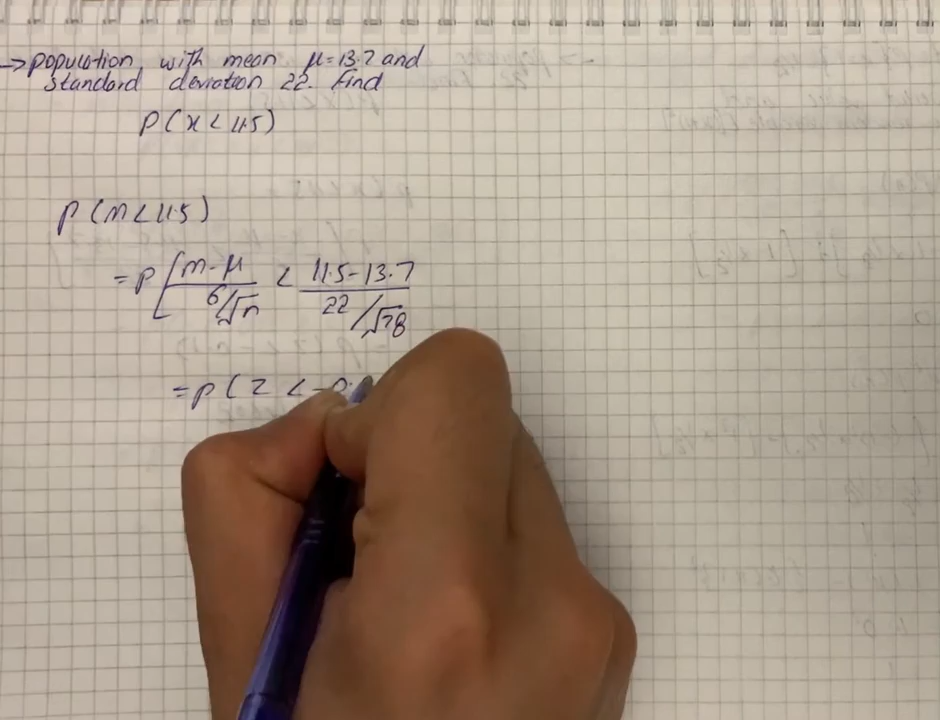 → population with mean μ=13.7 and
standard deviation 22. Find
P(x<11.5)
P(m<11.5)
=P[m-μ/6/√n < 11.5-13.7/22/√78
=P(Z<-0.